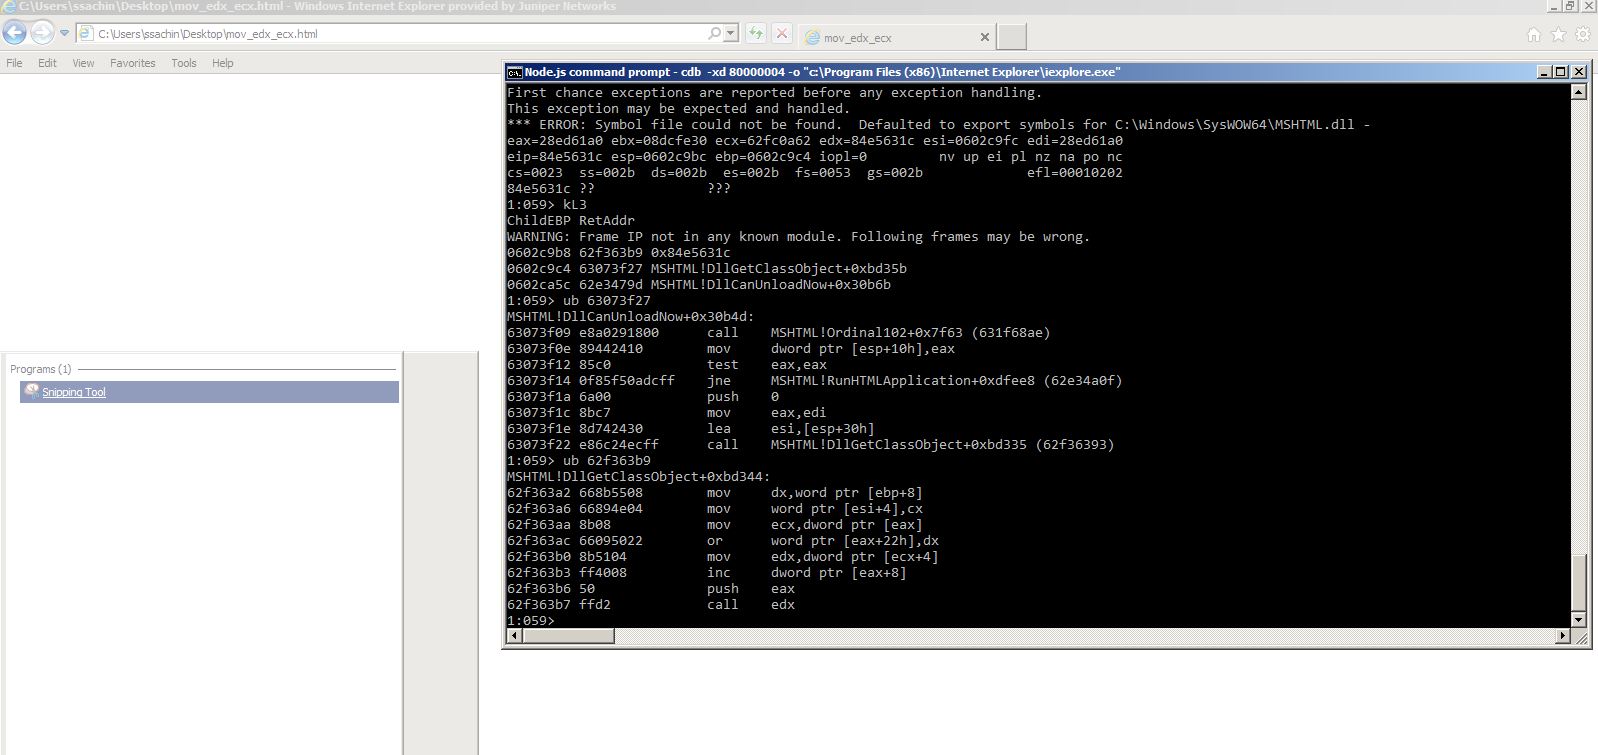 C:\Users\ssachin\Desktop\mov_edx_ecx.html - Windows Internet Explorer provided by Juniper Networks
C:\Users\ssachin\Desktop\mov_edx_ecx.html
mov_edx_ecx
File Edit View Favorites Tools Help
Node.js command prompt - cdb -xd 80000004 -o "c:\Program Files (x86)\Internet Explorer\iexplore.exe"
First chance exceptions are reported before any exception handling.
This exception may be expected and handled.
*** ERROR: Symbol file could not be found.  Defaulted to export symbols for C:\Windows\SysWOW64\MSHTML.dll -
eax=28ed61a0 ebx=08dcfe30 ecx=62fc0a62 edx=84e5631c esi=0602c9fc edi=28ed61a0
eip=84e5631c esp=0602c9bc ebp=0602c9c4 iopl=0         nv up ei pl nz na po nc
cs=0023  ss=002b  ds=002b  es=002b  fs=0053  gs=002b             efl=00010202
84e5631c ??              ???
1:059> kL3
ChildEBP RetAddr
WARNING: Frame IP not in any known module. Following frames may be wrong.
0602c9b8 62f363b9 0x84e5631c
0602c9c4 63073f27 MSHTML!DllGetClassObject+0xbd35b
0602ca5c 62e3479d MSHTML!DllCanUnloadNow+0x30b6b
1:059> ub 63073f27
MSHTML!DllCanUnloadNow+0x30b4d:
63073f09 e8a0291800      call    MSHTML!Ordinal102+0x7f63 (631f68ae)
63073f0e 89442410        mov     dword ptr [esp+10h],eax
63073f12 85c0            test    eax,eax
63073f14 0f85f50adcff    jne     MSHTML!RunHTMLApplication+0xdfee8 (62e34a0f)
63073f1a 6a00            push    0
63073f1c 8bc7            mov     eax,edi
63073f1e 8d742430        lea     esi,[esp+30h]
63073f22 e86c24ecff      call    MSHTML!DllGetClassObject+0xbd335 (62f36393)
1:059> ub 62f363b9
MSHTML!DllGetClassObject+0xbd344:
62f363a2 668b5508        mov     dx,word ptr [ebp+8]
62f363a6 66894e04        mov     word ptr [esi+4],cx
62f363aa 8b08            mov     ecx,dword ptr [eax]
62f363ac 66095022        or      word ptr [eax+22h],dx
62f363b0 8b5104          mov     edx,dword ptr [ecx+4]
62f363b3 ff4008          inc     dword ptr [eax+8]
62f363b6 50              push    eax
62f363b7 ffd2            call    edx
1:059>
Programs (1)
Snipping Tool